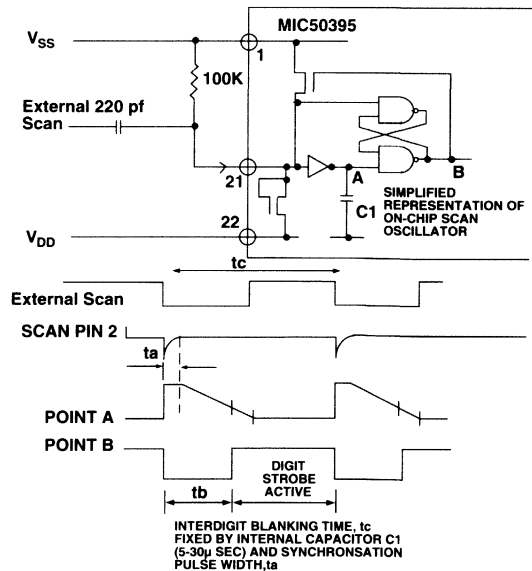 MIC50395
VSS
1
100K
External 220 pf
Scan
21
A
B
C1
SIMPLIFIED
REPRESENTATION OF
ON-CHIP SCAN
OSCILLATOR
22
VDD
tc
External Scan
SCAN PIN 2
ta
POINT A
POINT B
DIGIT
STROBE
ACTIVE
tb
INTERDIGIT BLANKING TIME, tc
FIXED BY INTERNAL CAPACITOR C1
(5-30µ SEC) AND SYNCHRONSATION
PULSE WIDTH,ta